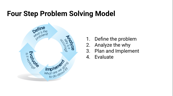 Four Step Problem Solving Model
Define
Analyze
Implement
Evaluate
1. Define the problem
2. Analyze the why
3. Plan and Implement
4. Evaluate